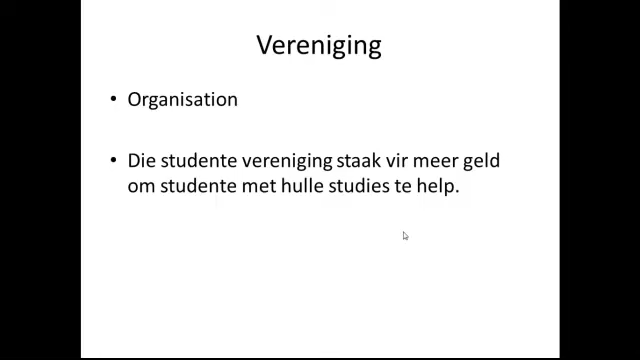 Vereniging
• Organisation
• Die studente vereniging staak vir meer geld
om studente met hulle studies te help.